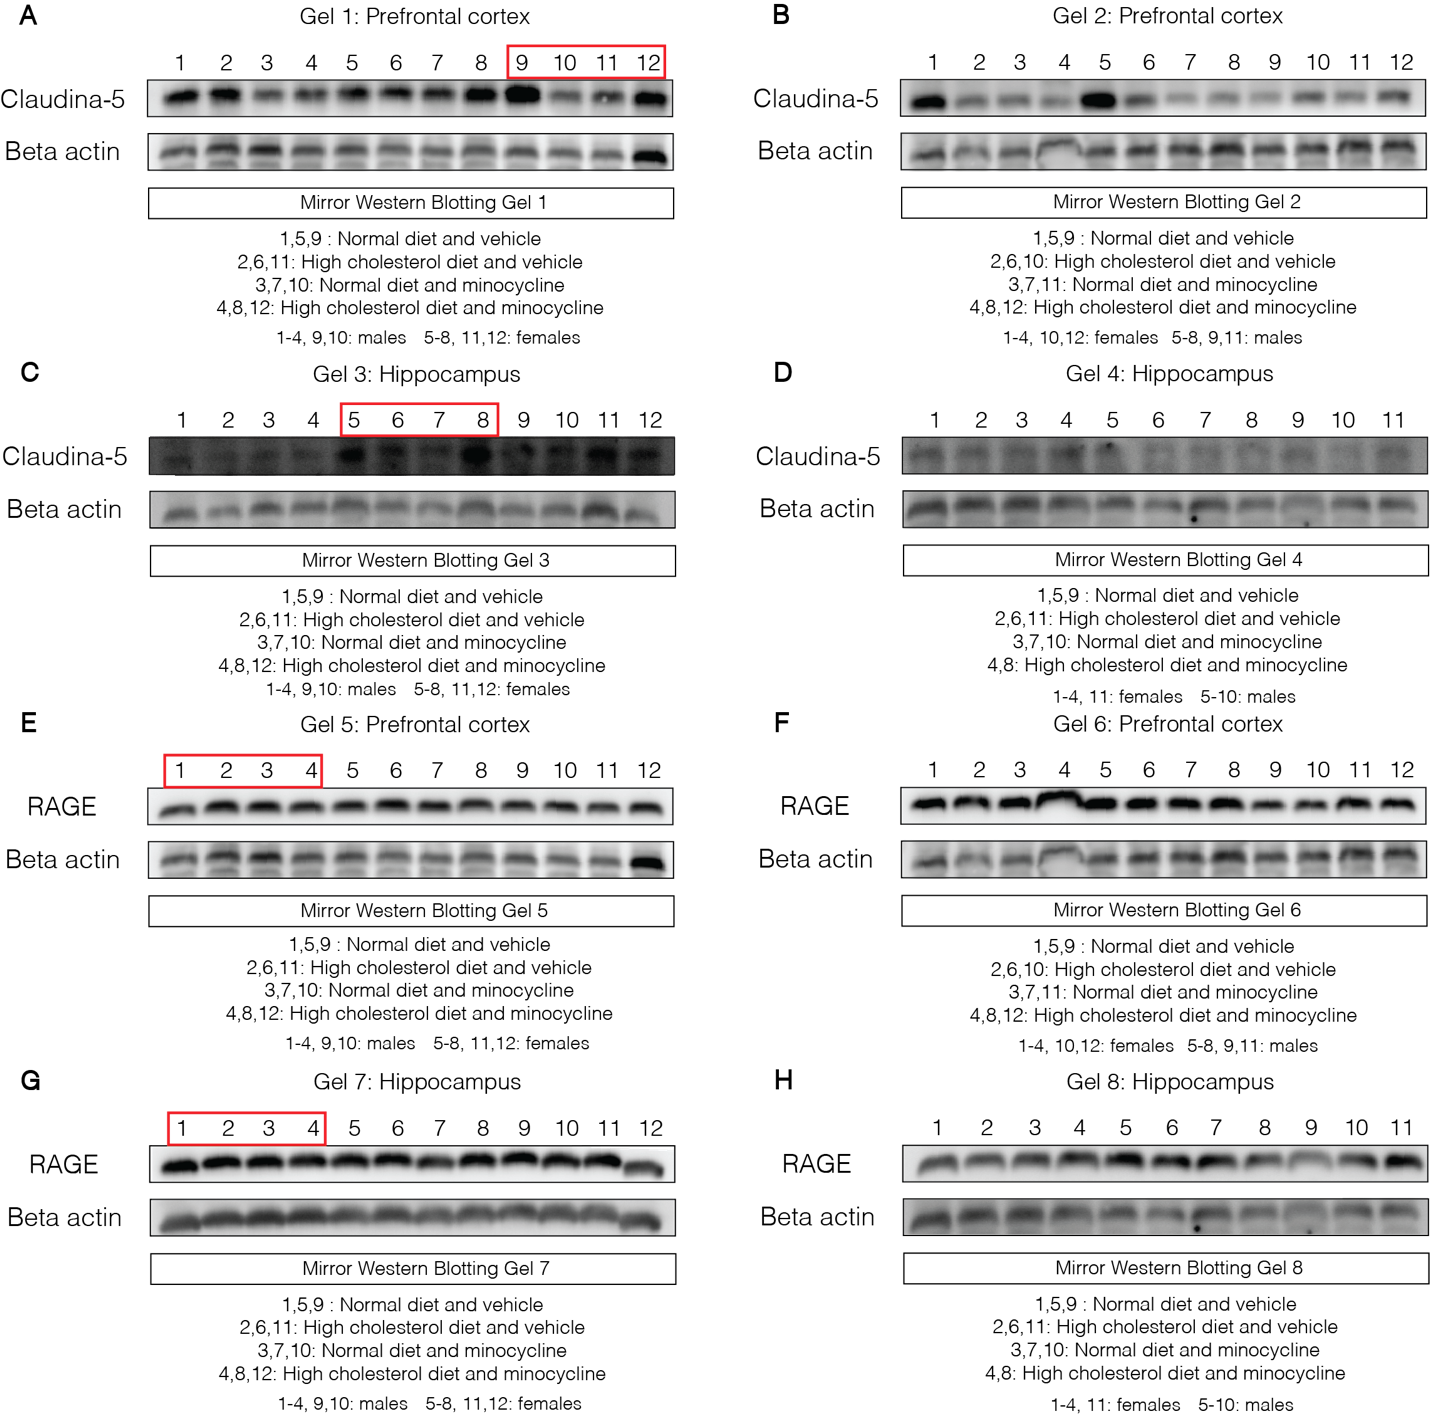 A
Gel 1: Prefrontal cortex
1 2 3 4 5 6 7 8 9 10 11 12
Claudina-5
Beta actin
Mirror Western Blotting Gel 1
1,5,9 : Normal diet and vehicle
2,6,11: High cholesterol diet and vehicle
3,7,10: Normal diet and minocycline
4,8,12: High cholesterol diet and minocycline
1-4, 9,10: males 5-8, 11,12: females
B
Gel 2: Prefrontal cortex
1 2 3 4 5 6 7 8 9 10 11 12
Claudina-5
Beta actin
Mirror Western Blotting Gel 2
1,5,9 : Normal diet and vehicle
2,6,10: High cholesterol diet and vehicle
3,7,11: Normal diet and minocycline
4,8,12: High cholesterol diet and minocycline
1-4, 10,12: females 5-8, 9,11: males
C
Gel 3: Hippocampus
1 2 3 4 5 6 7 8 9 10 11 12
Claudina-5
Beta actin
Mirror Western Blotting Gel 3
1,5,9 : Normal diet and vehicle
2,6,11: High cholesterol diet and vehicle
3,7,10: Normal diet and minocycline
4,8,12: High cholesterol diet and minocycline
1-4, 9,10: males 5-8, 11,12: females
D
Gel 4: Hippocampus
1 2 3 4 5 6 7 8 9 10 11
Claudina-5
Beta actin
Mirror Western Blotting Gel 4
1,5,9 : Normal diet and vehicle
2,6,11: High cholesterol diet and vehicle
3,7,10: Normal diet and minocycline
4,8: High cholesterol diet and minocycline
1-4, 11: females 5-10: males
E
Gel 5: Prefrontal cortex
1 2 3 4 5 6 7 8 9 10 11 12
RAGE
Beta actin
Mirror Western Blotting Gel 5
1,5,9 : Normal diet and vehicle
2,6,11: High cholesterol diet and vehicle
3,7,10: Normal diet and minocycline
4,8,12: High cholesterol diet and minocycline
1-4, 9,10: males 5-8, 11,12: females
F
Gel 6: Prefrontal cortex
1 2 3 4 5 6 7 8 9 10 11 12
RAGE
Beta actin
Mirror Western Blotting Gel 6
1,5,9 : Normal diet and vehicle
2,6,10: High cholesterol diet and vehicle
3,7,11: Normal diet and minocycline
4,8,12: High cholesterol diet and minocycline
1-4, 10,12: females 5-8, 9,11: males
G
Gel 7: Hippocampus
1 2 3 4 5 6 7 8 9 10 11 12
RAGE
Beta actin
Mirror Western Blotting Gel 7
1,5,9 : Normal diet and vehicle
2,6,11: High cholesterol diet and vehicle
3,7,10: Normal diet and minocycline
4,8,12: High cholesterol diet and minocycline
1-4, 9,10: males 5-8, 11,12: females
H
Gel 8: Hippocampus
1 2 3 4 5 6 7 8 9 10 11
RAGE
Beta actin
Mirror Western Blotting Gel 8
1,5,9 : Normal diet and vehicle
2,6,11: High cholesterol diet and vehicle
3,7,10: Normal diet and minocycline
4,8: High cholesterol diet and minocycline
1-4, 11: females 5-10: males